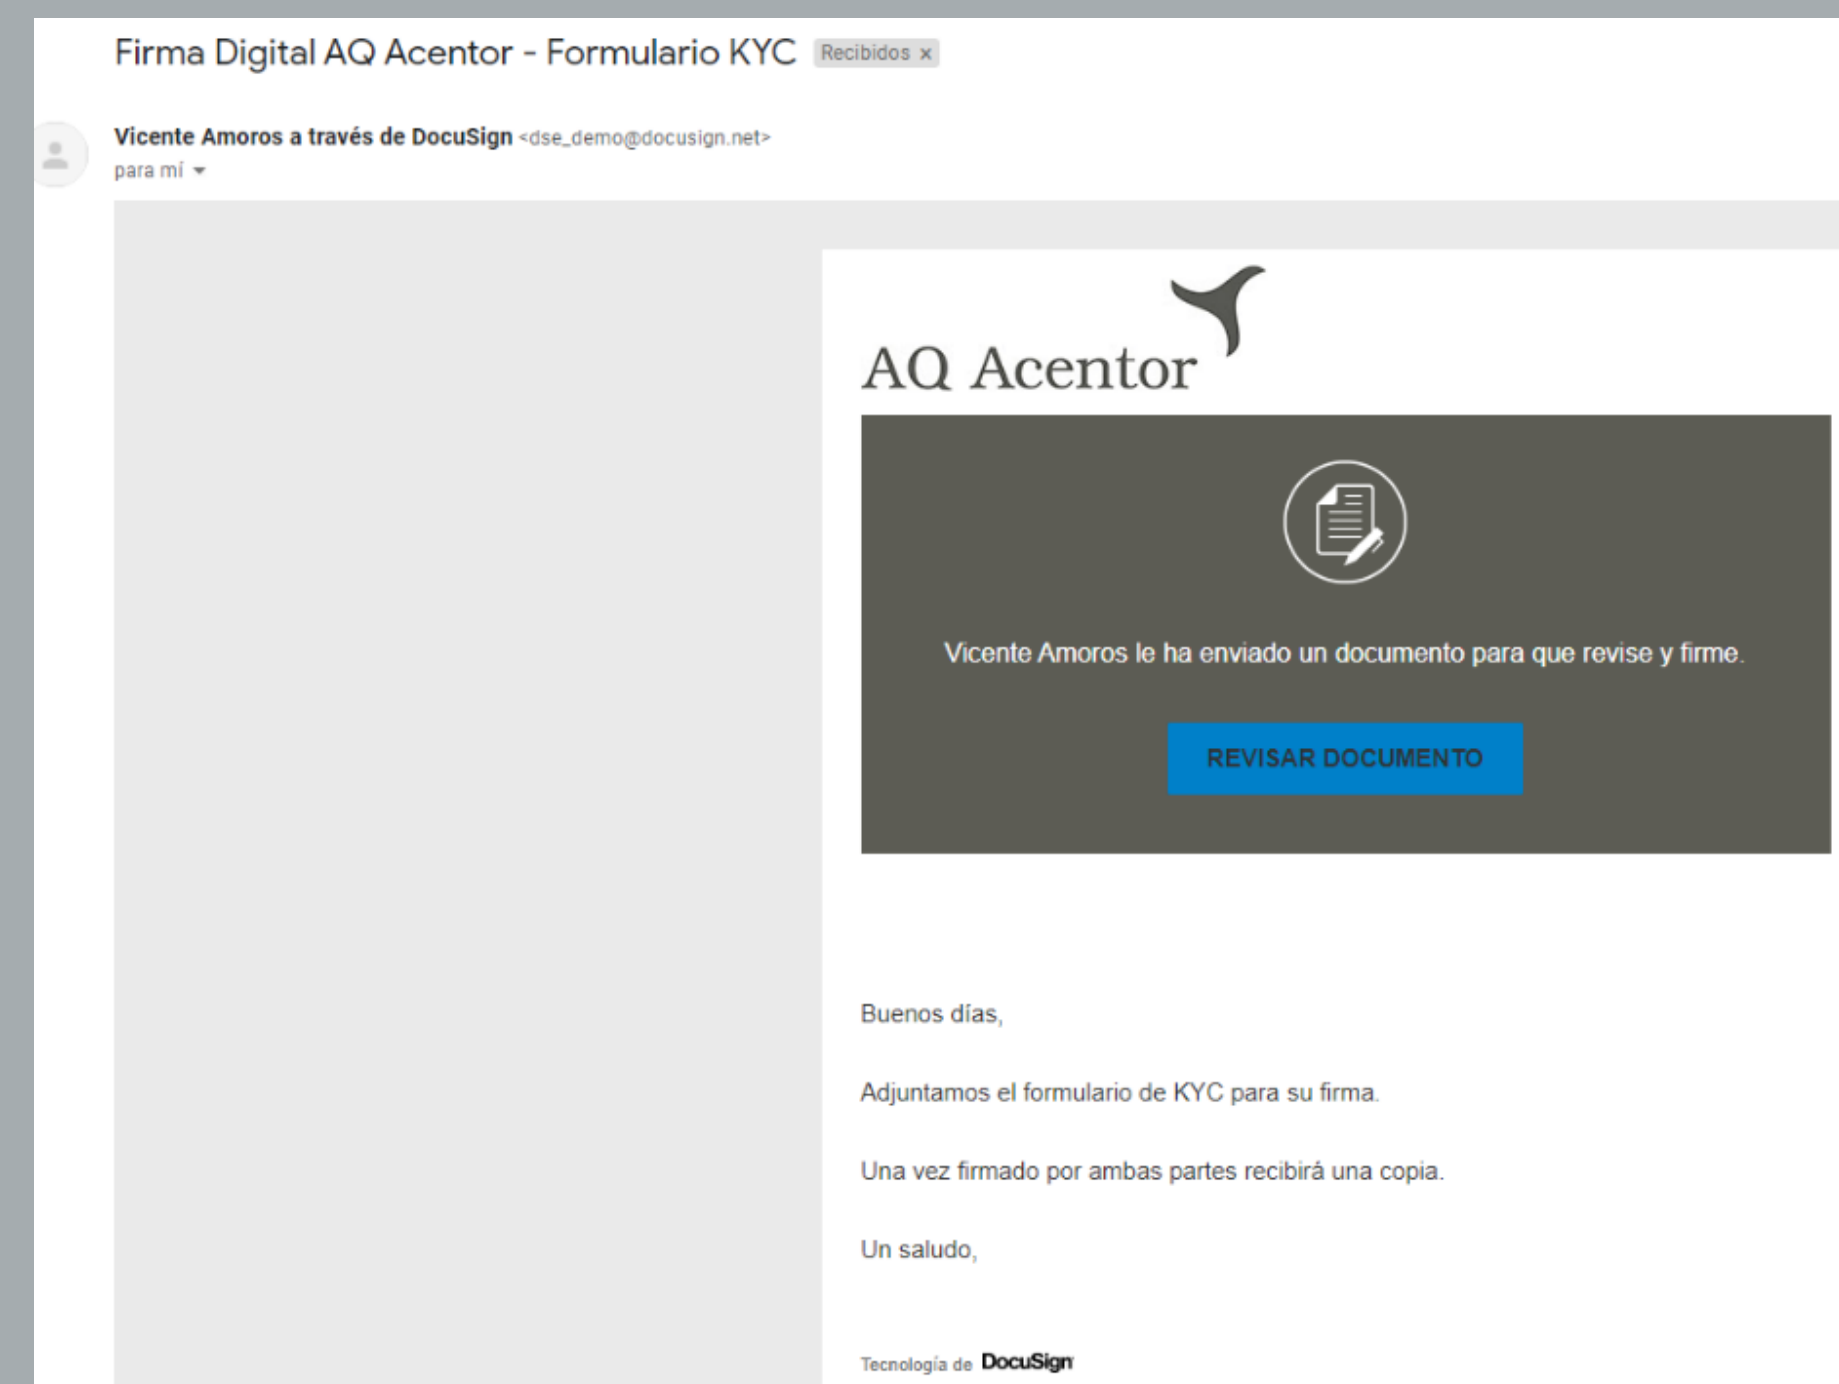 Firma Digital AQ Acentor - Formulario KYC Recibidos x
Vicente Amoros a través de DocuSign <dse_demo@docusign.net>
para mí
AQ Acentor
Vicente Amoros le ha enviado un documento para que revise y firme.
REVISAR DOCUMENTO
Buenos días,
Adjuntamos el formulario de KYC para su firma.
Una vez firmado por ambas partes recibirá una copia.
Un saludo,
Tecnología de DocuSign